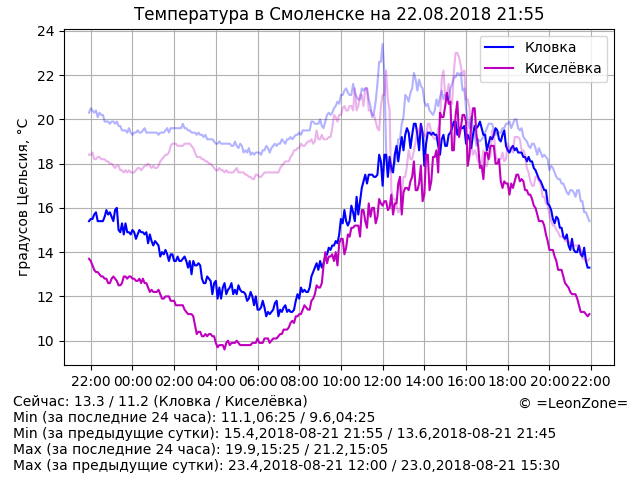 Температура в Смоленске на 22.08.2018 21:55
Кловка
Киселёвка
градусов Цельсия, °C
24
22
20
18
16
14
12
10
22:00 00:00 02:00 04:00 06:00 08:00 10:00 12:00 14:00 16:00 18:00 20:00 22:00
Сейчас: 13.3 / 11.2 (Кловка / Киселёвка)
© =LeonZone=
Min (за последние 24 часа): 11.1,06:25 / 9.6,04:25
Min (за предыдущие сутки): 15.4,2018-08-21 21:55 / 13.6,2018-08-21 21:45
Max (за последние 24 часа): 19.9,15:25 / 21.2,15:05
Max (за предыдущие сутки): 23.4,2018-08-21 12:00 / 23.0,2018-08-21 15:30